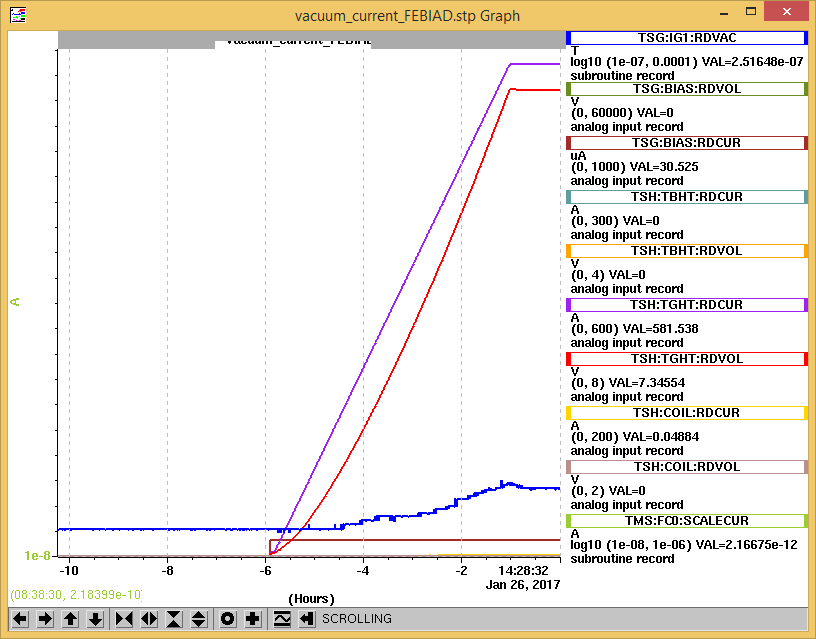 vacuum_current_FEBIAD.stp Graph
vacuum_current_FEBIAD
TSG:IG1:RDVAC
T
log10 (1e-07, 0.0001) VAL=2.51648e-07
subroutine record
TSG:BIAS:RDVOL
V
(0, 60000) VAL=0
analog input record
TSG:BIAS:RDCUR
uA
(0, 1000) VAL=30.525
analog input record
TSH:TBHT:RDCUR
A
(0, 300) VAL=0
analog input record
TSH:TBHT:RDVOL
V
(0, 4) VAL=0
analog input record
TSH:TGHT:RDCUR
A
(0, 600) VAL=581.538
analog input record
TSH:TGHT:RDVOL
V
(0, 8) VAL=7.34554
analog input record
TSH:COIL:RDCUR
A
(0, 200) VAL=0.04884
analog input record
TSH:COIL:RDVOL
V
(0, 2) VAL=0
analog input record
TMS:FC0:SCALECUR
A
log10 (1e-08, 1e-06) VAL=2.16675e-12
subroutine record
A
1e-8
-10 -8 -6 -4 -2 14:28:32
Jan 26, 2017
(Hours)
(08:38:30, 2.18399e-10)
SCROLLING